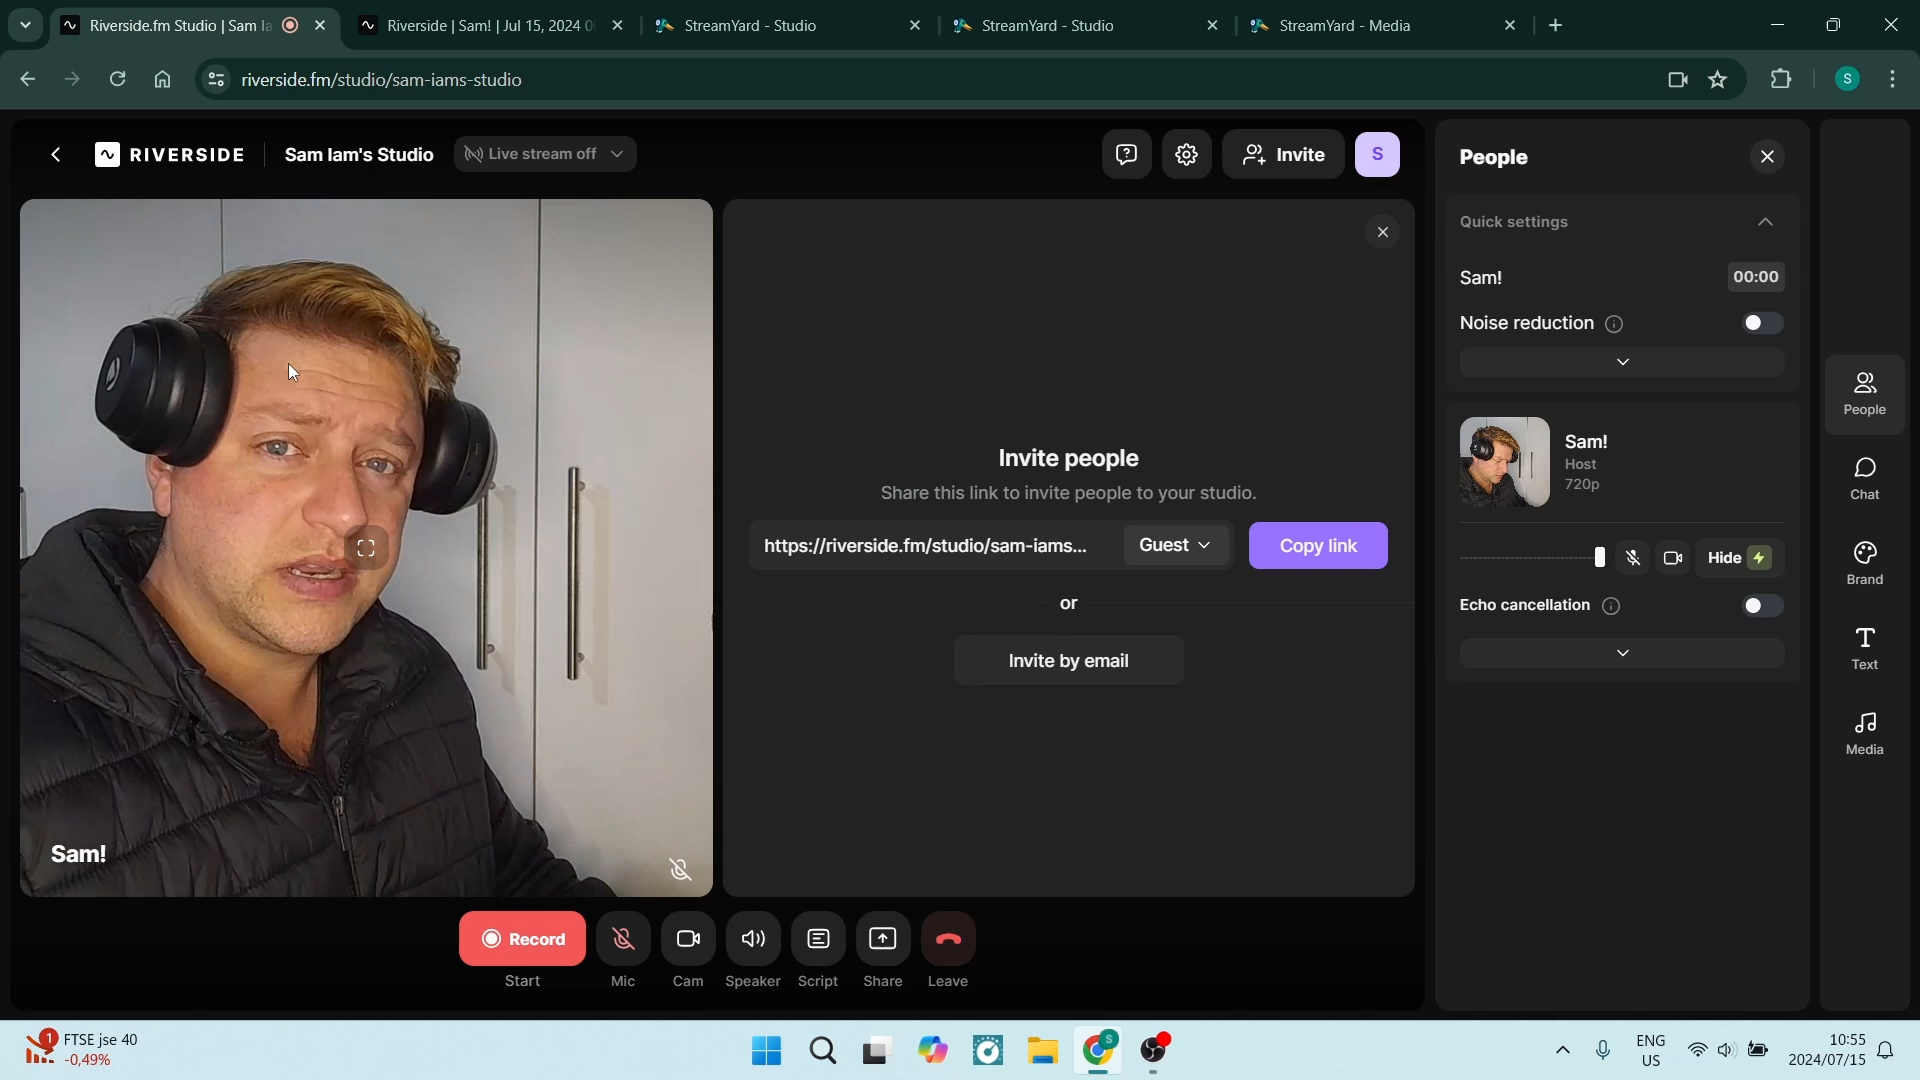 Riverside.fm Studio | Sam Ia
Riverside | Sam! | Jul 15, 2024 0
StreamYard - Studio
StreamYard - Studio
StreamYard - Media
riverside.fm/studio/sam-iams-studio
S
RIVERSIDE
Sam Iam's Studio
Live stream off
Invite
S
People
Quick settings
Sam!
00:00
Noise reduction
Sam!
Host
720p
Hide
Echo cancellation
People
Chat
Brand
Text
Media
Invite people
Share this link to invite people to your studio.
https://riverside.fm/studio/sam-iams...
Guest
Copy link
or
Invite by email
Sam!
Record
Start
Mic
Cam
Speaker
Script
Share
Leave
1
FTSE jse 40
-0,49%
S
ENG
US
10:55
2024/07/15